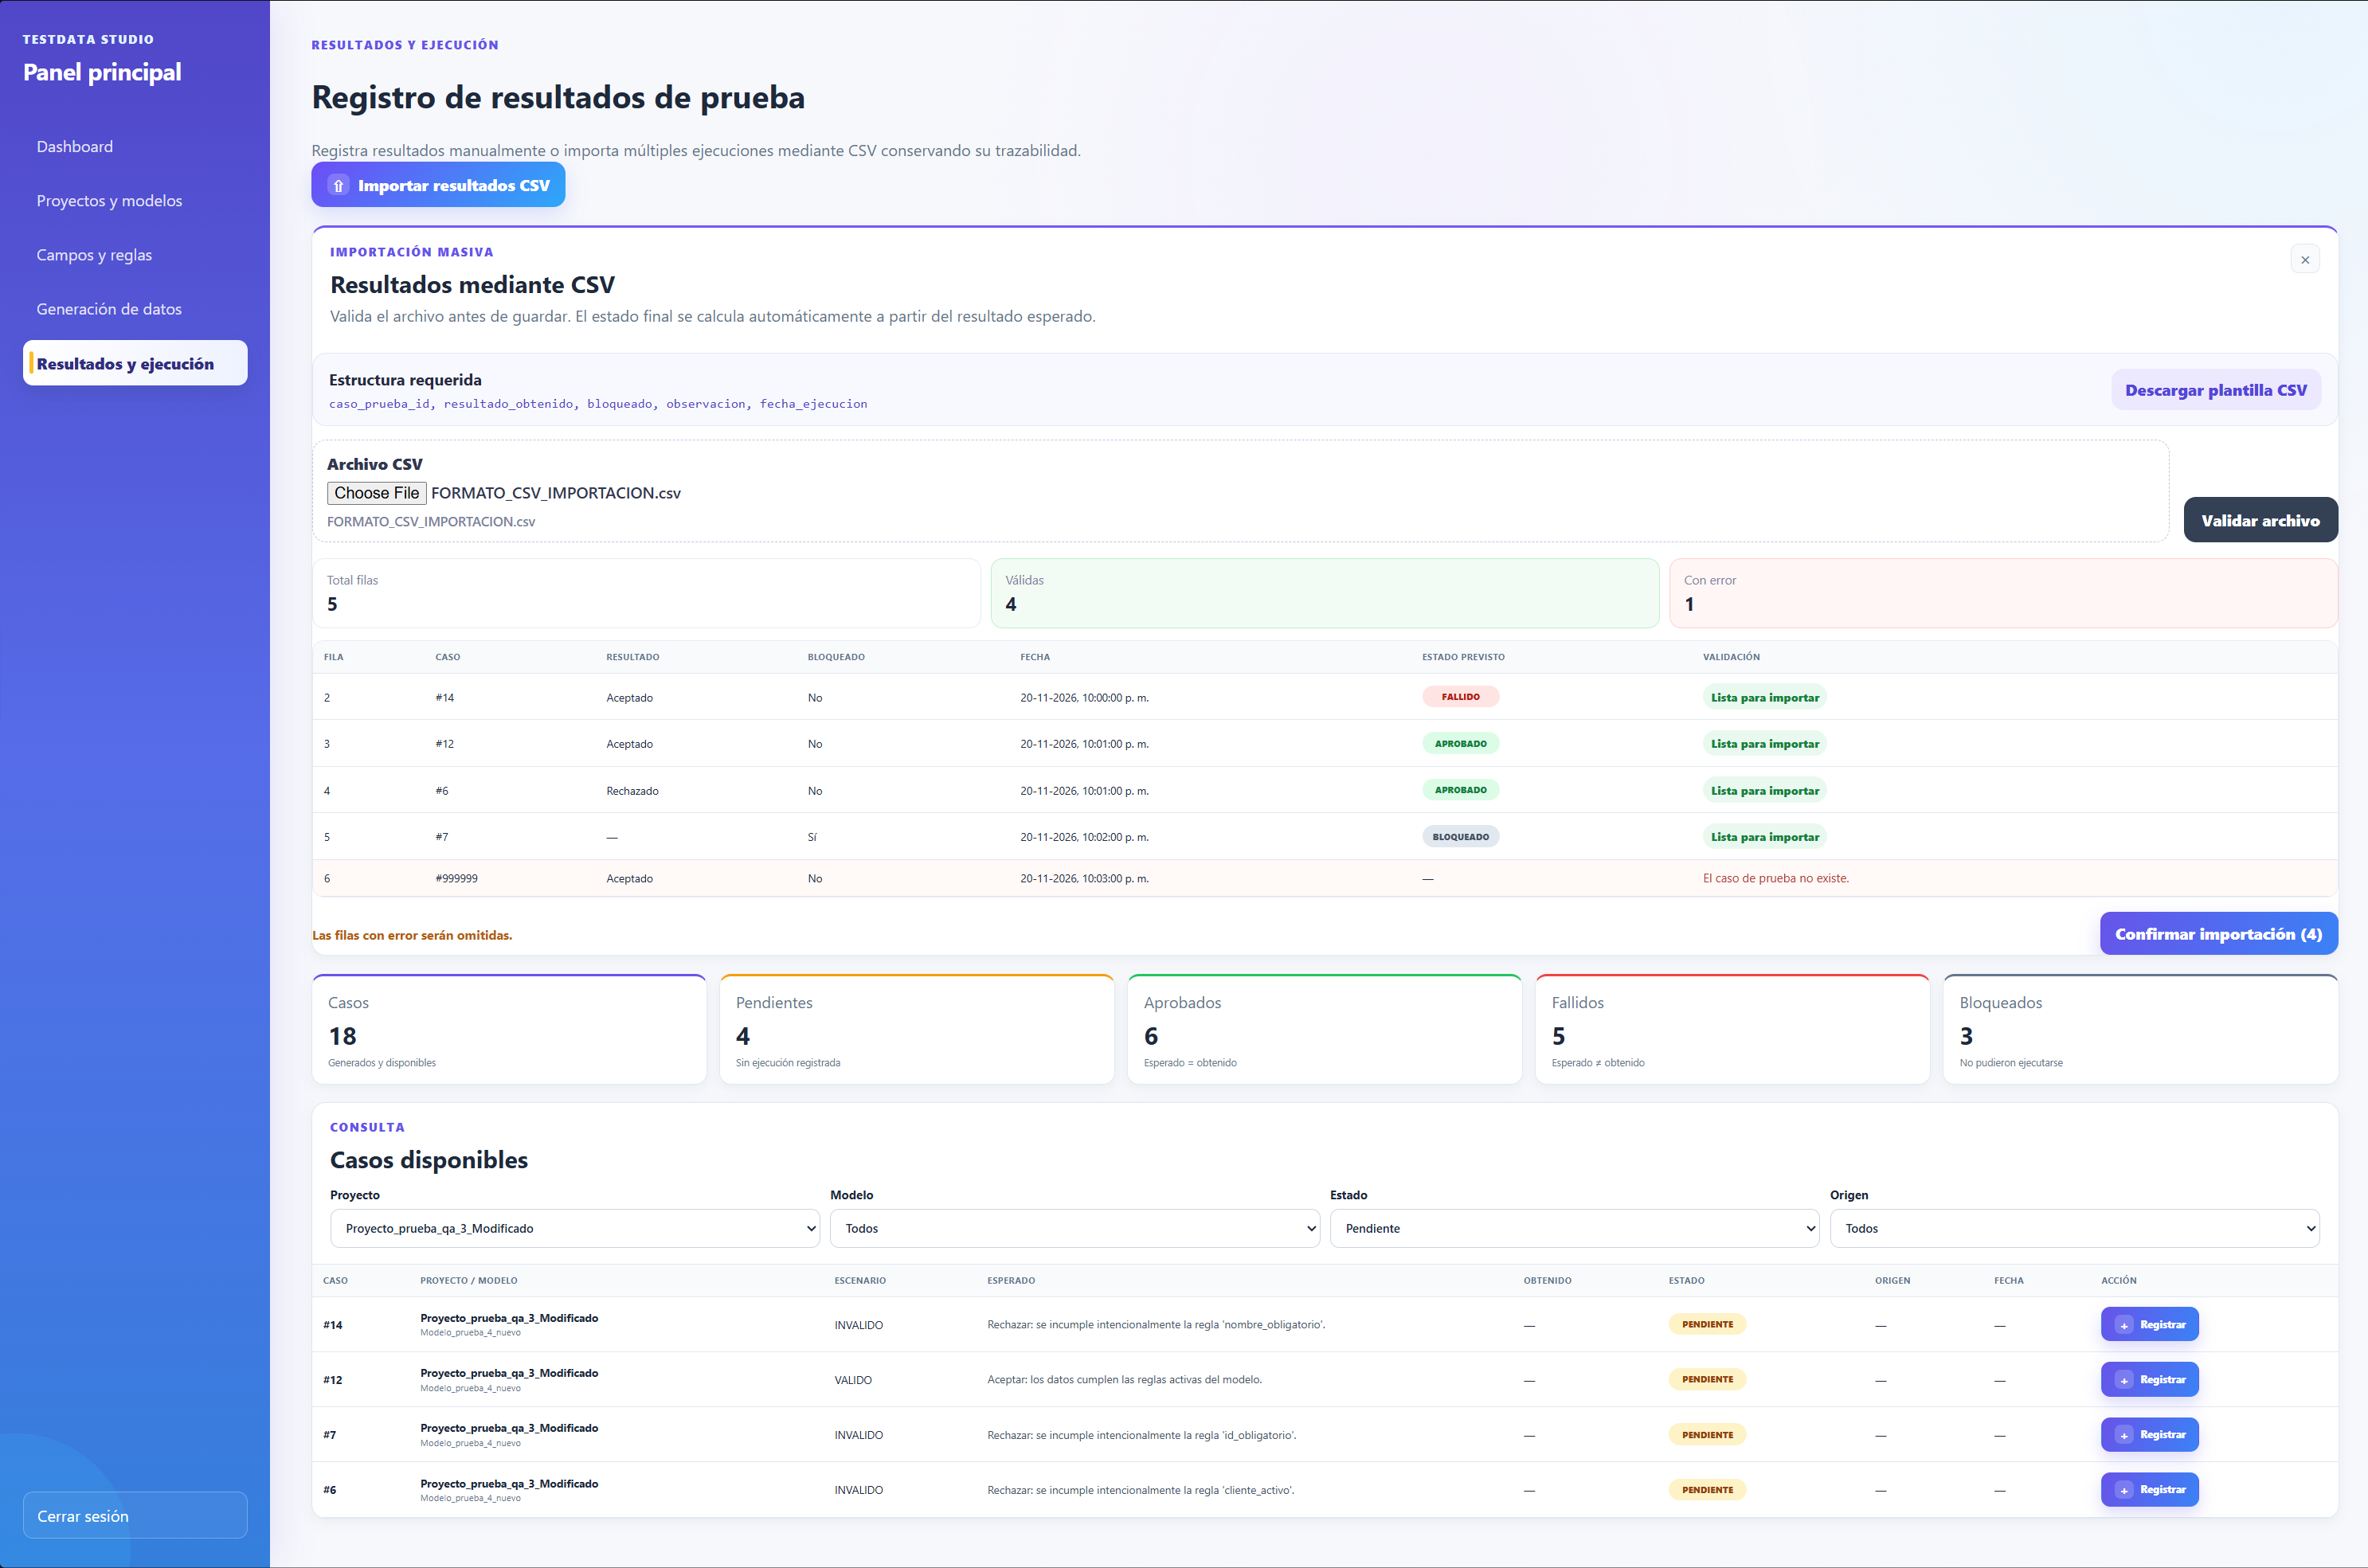 TESTDATA STUDIO
Panel principal
Dashboard
Proyectos y modelos
Campos y reglas
Generación de datos
Resultados y ejecución
Cerrar sesión
RESULTADOS Y EJECUCIÓN
Registro de resultados de prueba
Registra resultados manualmente o importa múltiples ejecuciones mediante CSV conservando su trazabilidad.
⇧ Importar resultados CSV
IMPORTACIÓN MASIVA
×
Resultados mediante CSV
Valida el archivo antes de guardar. El estado final se calcula automáticamente a partir del resultado esperado.
Estructura requerida
caso_prueba_id, resultado_obtenido, bloqueado, observacion, fecha_ejecucion
Descargar plantilla CSV
Archivo CSV
Choose File FORMATO_CSV_IMPORTACION.csv
FORMATO_CSV_IMPORTACION.csv
Validar archivo
Total filas
5
Válidas
4
Con error
1
FILA CASO RESULTADO BLOQUEADO FECHA ESTADO PREVISTO VALIDACIÓN
2 #14 Aceptado No 20-11-2026, 10:00:00 p. m. FALLIDO Lista para importar
3 #12 Aceptado No 20-11-2026, 10:01:00 p. m. APROBADO Lista para importar
4 #6 Rechazado No 20-11-2026, 10:01:00 p. m. APROBADO Lista para importar
5 #7 — Sí 20-11-2026, 10:02:00 p. m. BLOQUEADO Lista para importar
6 #999999 Aceptado No 20-11-2026, 10:03:00 p. m. — El caso de prueba no existe.
Las filas con error serán omitidas.
Confirmar importación (4)
Casos
18
Generados y disponibles
Pendientes
4
Sin ejecución registrada
Aprobados
6
Esperado = obtenido
Fallidos
5
Esperado ≠ obtenido
Bloqueados
3
No pudieron ejecutarse
CONSULTA
Casos disponibles
Proyecto Modelo Estado Origen
Proyecto_prueba_qa_3_Modificado Todos Pendiente Todos
CASO PROYECTO / MODELO ESCENARIO ESPERADO OBTENIDO ESTADO ORIGEN FECHA ACCIÓN
#14 Proyecto_prueba_qa_3_Modificado INVALIDO Rechazar: se incumple intencionalmente la regla 'nombre_obligatorio'. — PENDIENTE — — + Registrar
Modelo_prueba_4_nuevo
#12 Proyecto_prueba_qa_3_Modificado VALIDO Aceptar: los datos cumplen las reglas activas del modelo. — PENDIENTE — — + Registrar
Modelo_prueba_4_nuevo
#7 Proyecto_prueba_qa_3_Modificado INVALIDO Rechazar: se incumple intencionalmente la regla 'id_obligatorio'. — PENDIENTE — — + Registrar
Modelo_prueba_4_nuevo
#6 Proyecto_prueba_qa_3_Modificado INVALIDO Rechazar: se incumple intencionalmente la regla 'cliente_activo'. — PENDIENTE — — + Registrar
Modelo_prueba_4_nuevo